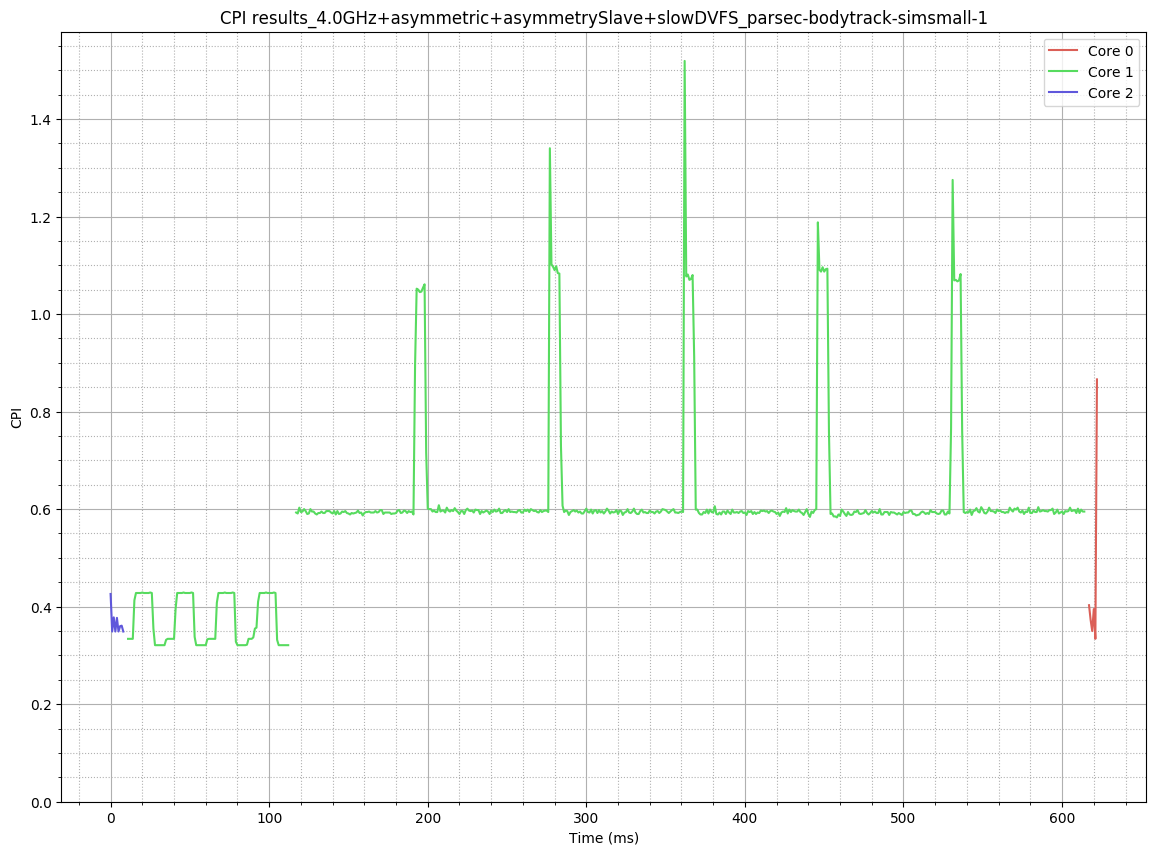 CPI results_4.0GHz+asymmetric+asymmetrySlave+slowDVFS_parsec-bodytrack-simsmall-1
Core 0
Core 1
Core 2
CPI
1.4
1.2
1.0
0.8
0.6
0.4
0.2
0.0
0 100 200 300 400 500 600
Time (ms)